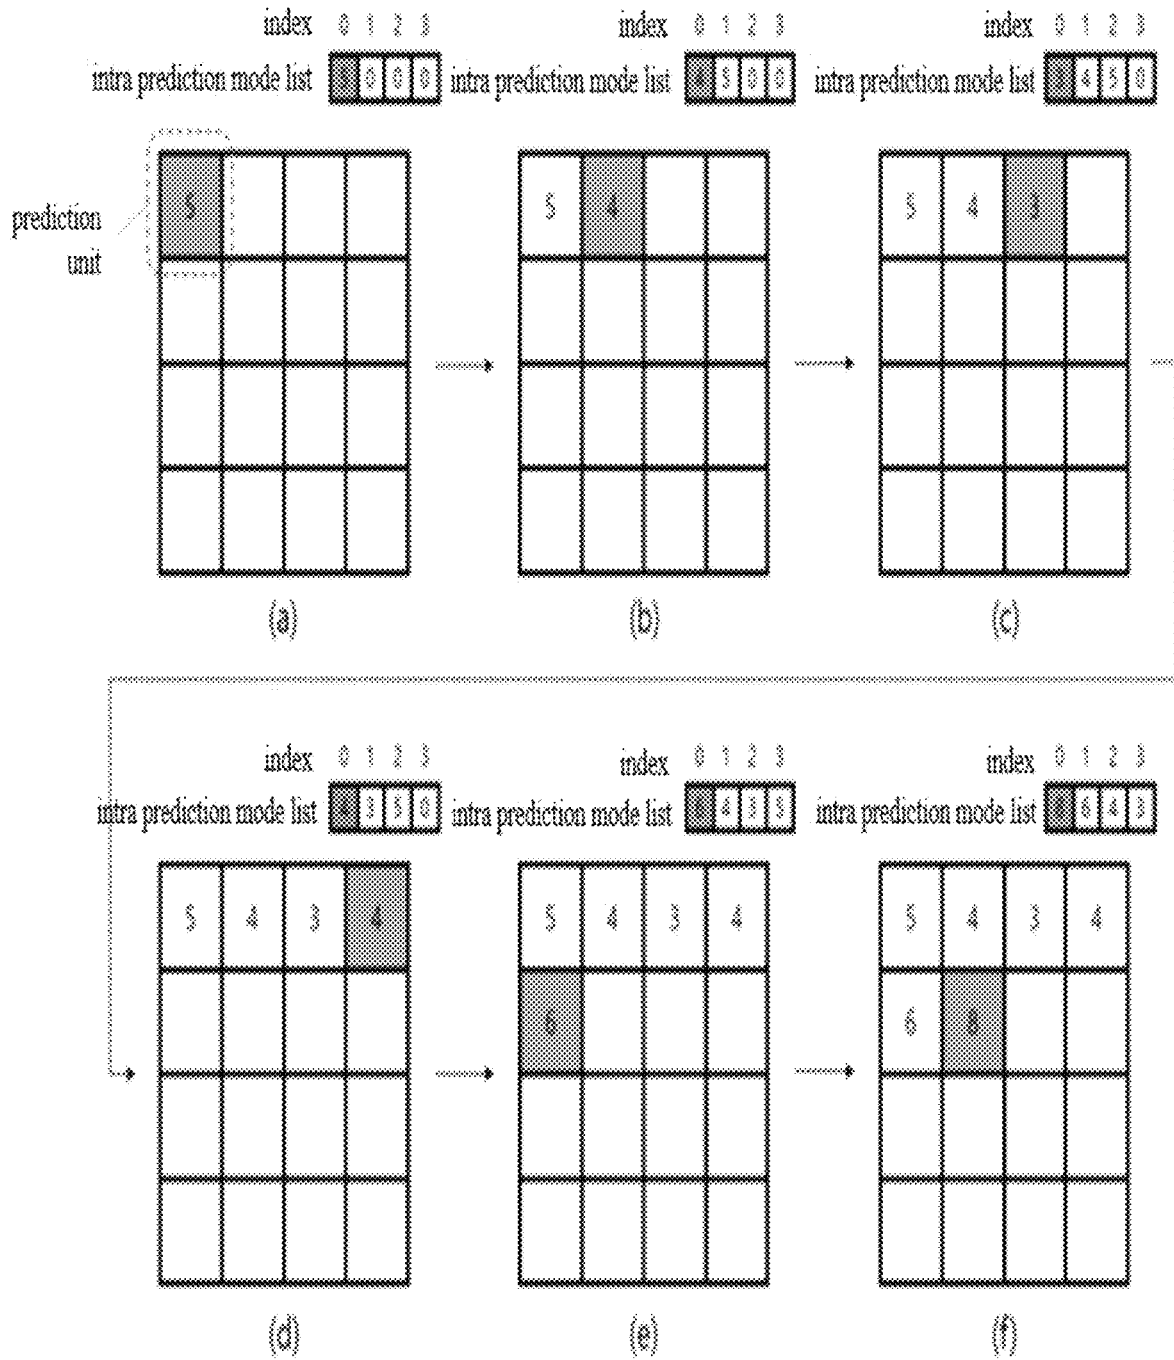 index 0 1 2 3
intra prediction mode list 5 0 0 0
index 0 1 2 3
intra prediction mode list 4 5 0 0
index 0 1 2 3
intra prediction mode list 3 4 5 0
prediction
unit
5
5 4
5 4 3
(a)
(b)
(c)
index 0 1 2 3
intra prediction mode list 4 3 5 0
index 0 1 2 3
intra prediction mode list 6 4 3 5
index 0 1 2 3
intra prediction mode list 8 6 4 3
5 4 3 4
5 4 3 4
6
5 4 3 4
6 8
(d)
(e)
(f)